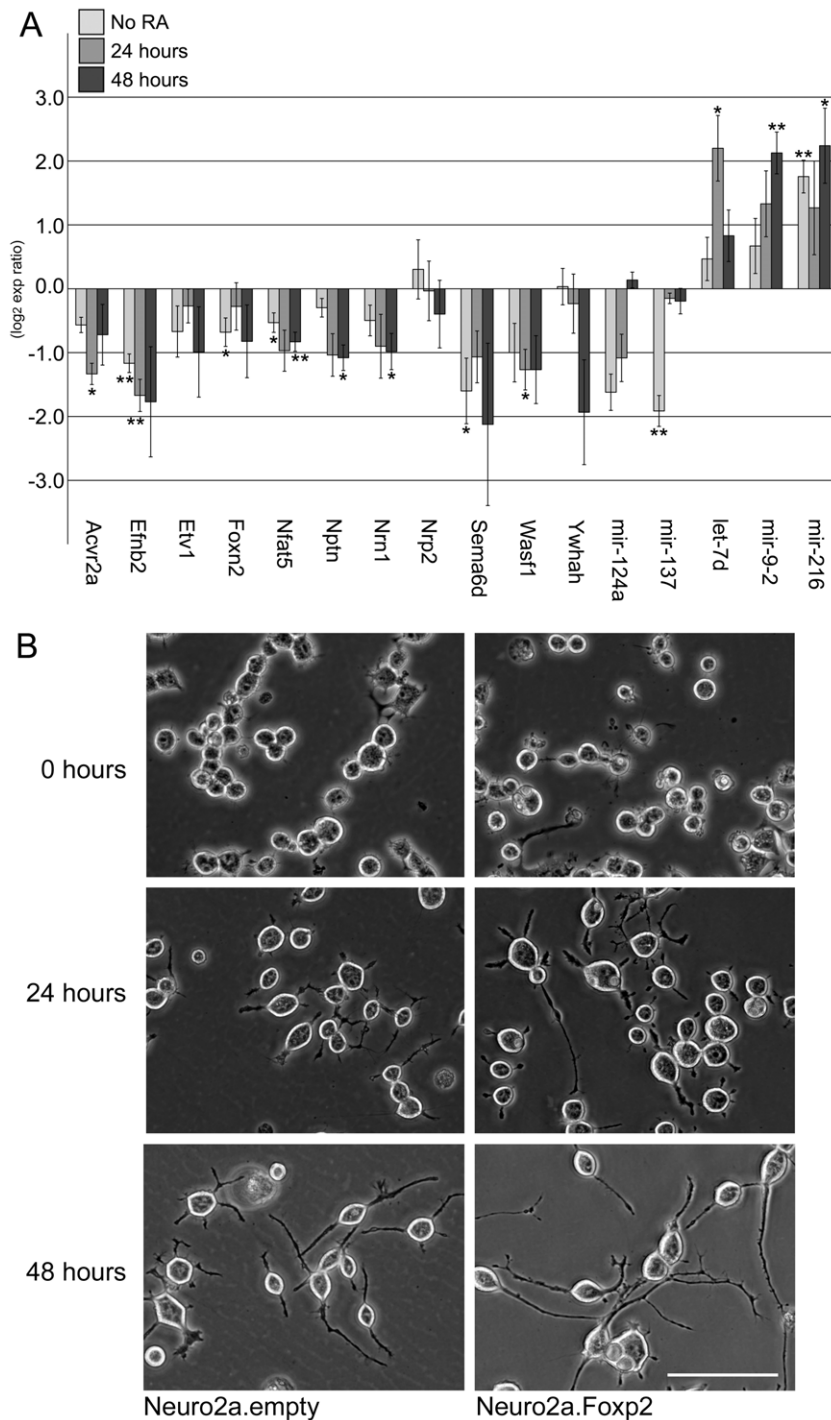 A
No RA
24 hours
48 hours
(log2 exp ratio)
3.0
2.0
1.0
0.0
-1.0
-2.0
-3.0
* ** ** * * ** * * * * ** * ** ** *
Acvr2a
Efnb2
Etv1
Foxn2
Nfat5
Nptn
Nrn1
Nrp2
Sema6d
Wasf1
Ywhah
mir-124a
mir-137
let-7d
mir-9-2
mir-216
B
0 hours
24 hours
48 hours
Neuro2a.empty
Neuro2a.Foxp2